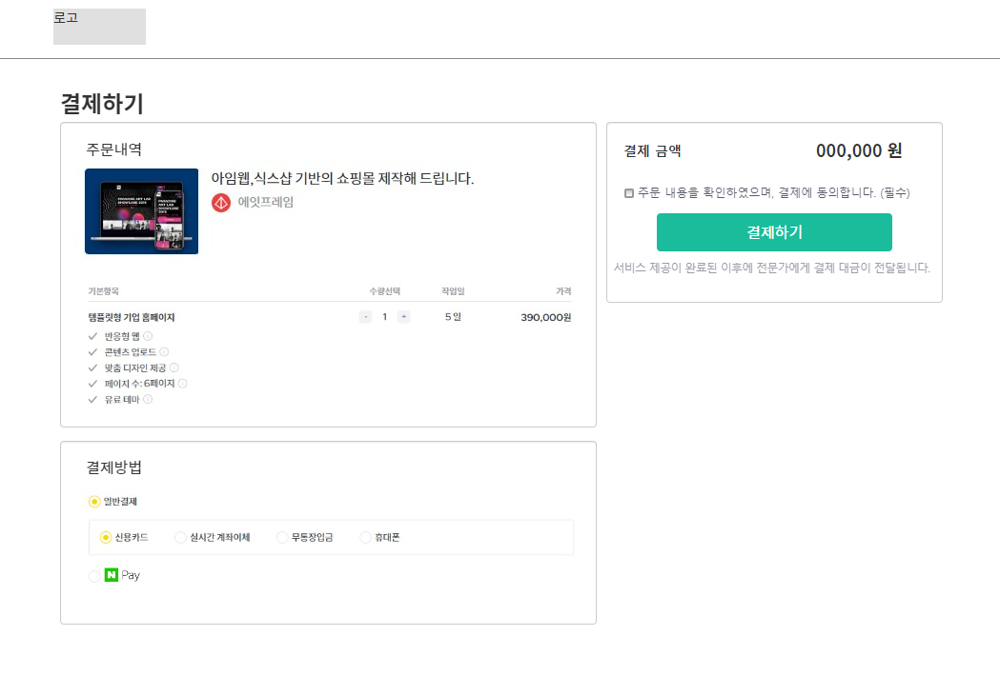 로고
결제하기
주문내역
아임웹,식스샵 기반의 쇼핑몰 제작해 드립니다.
에잇프레임
기본항목 수량선택 작업일 가격
템플릿형 기업 홈페이지 - 1 + 5일 390,000원
반응형 웹
콘텐츠 업로드
맞춤 디자인 제공
페이지 수: 6페이지
유료 테마
결제방법
일반결제
신용카드 실시간 계좌이체 무통장입금 휴대폰
N Pay
결제 금액 000,000 원
주문 내용을 확인하였으며, 결제에 동의합니다. (필수)
결제하기
서비스 제공이 완료된 이후에 전문가에게 결제 대금이 전달됩니다.